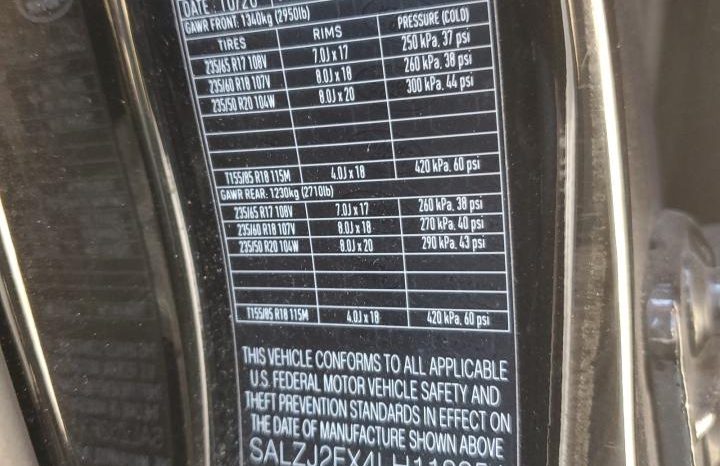 DATE: 10/20
GAWR FRONT: 1340kg (2950lb)
TIRES RIMS PRESSURE (COLD)
235/65 R17 108V 7.0J x 17 250 kPa, 37 psi
235/60 R18 107V 8.0J x 18 260 kPa, 38 psi
235/50 R20 104W 8.0J x 20 300 kPa, 44 psi
T155/85 R18 115M 4.0J x 18 420 kPa, 60 psi
GAWR REAR: 1230kg (2710lb)
235/65 R17 108V 7.0J x 17 260 kPa, 38 psi
235/60 R18 107V 8.0J x 18 270 kPa, 40 psi
235/50 R20 104W 8.0J x 20 290 kPa, 43 psi
T155/85 R18 115M 4.0J x 18 420 kPa, 60 psi
THIS VEHICLE CONFORMS TO ALL APPLICABLE
U.S. FEDERAL MOTOR VEHICLE SAFETY AND
THEFT PREVENTION STANDARDS IN EFFECT ON
THE DATE OF MANUFACTURE SHOWN ABOVE